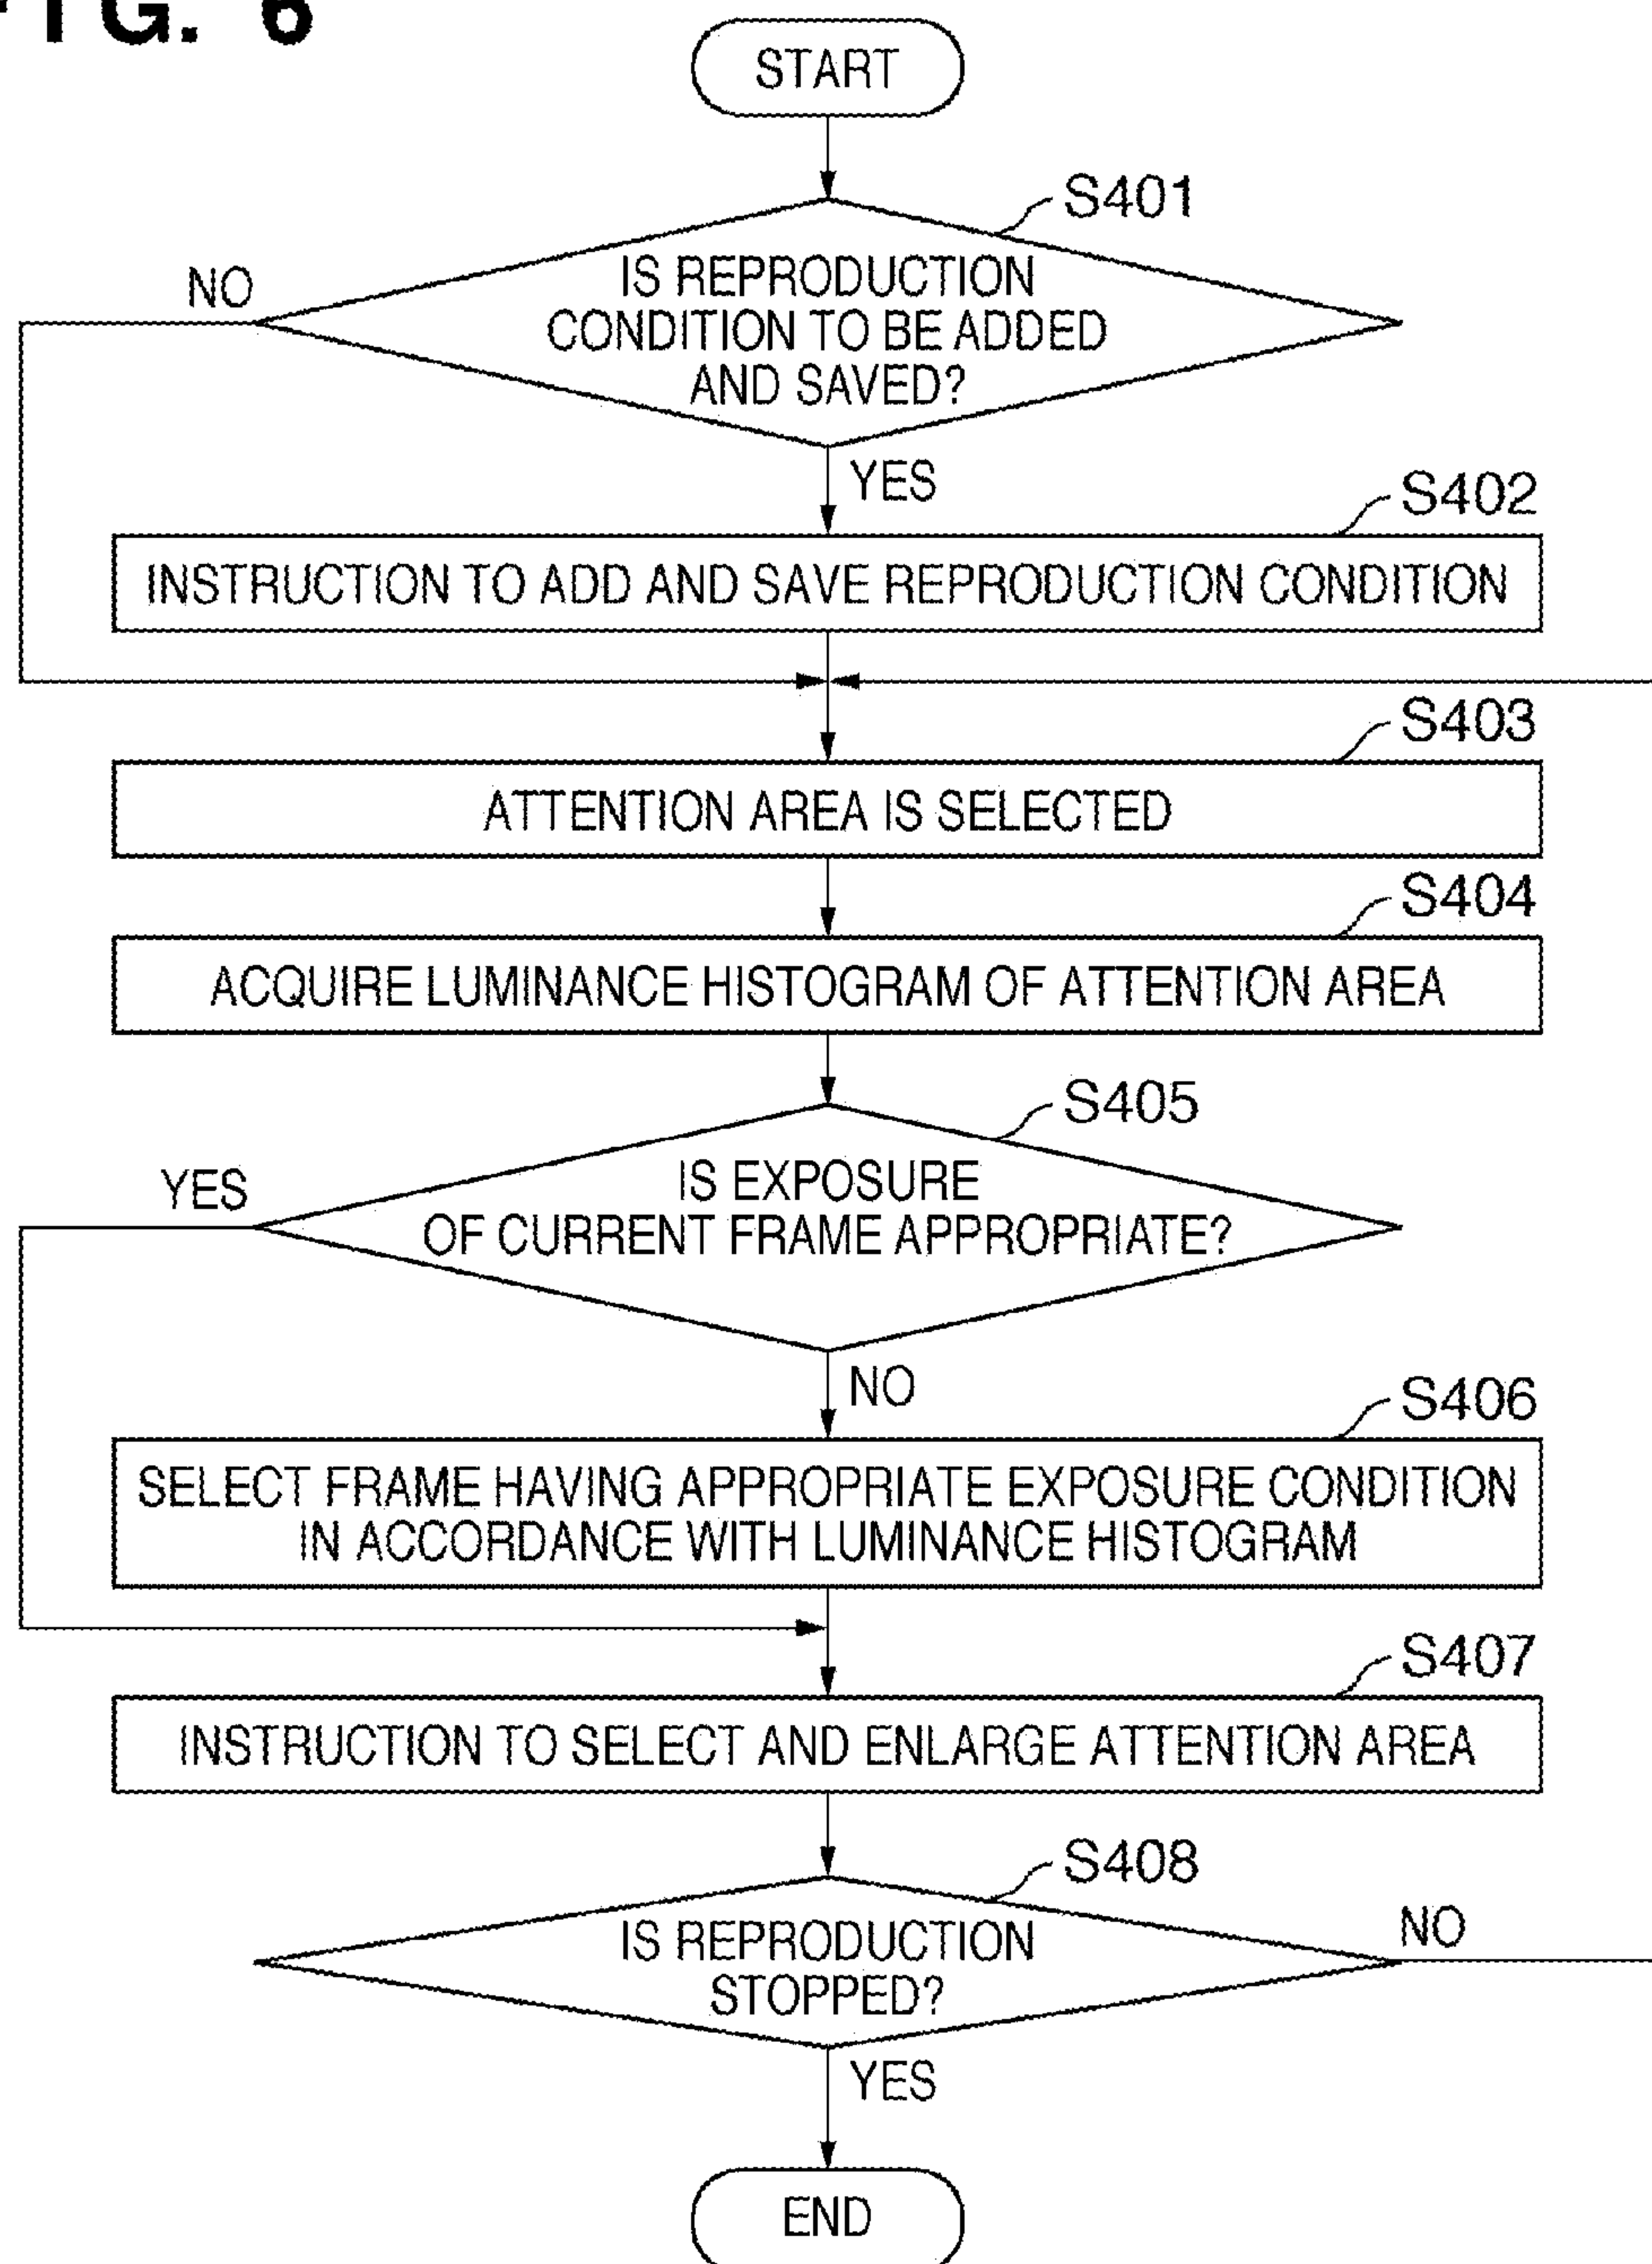 FIG. 6
START
S401
NO
IS REPRODUCTION
CONDITION TO BE ADDED
AND SAVED?
YES
S402
INSTRUCTION TO ADD AND SAVE REPRODUCTION CONDITION
S403
ATTENTION AREA IS SELECTED
S404
ACQUIRE LUMINANCE HISTOGRAM OF ATTENTION AREA
S405
YES
IS EXPOSURE
OF CURRENT FRAME APPROPRIATE?
NO
S406
SELECT FRAME HAVING APPROPRIATE EXPOSURE CONDITION
IN ACCORDANCE WITH LUMINANCE HISTOGRAM
S407
INSTRUCTION TO SELECT AND ENLARGE ATTENTION AREA
S408
NO
IS REPRODUCTION
STOPPED?
YES
END